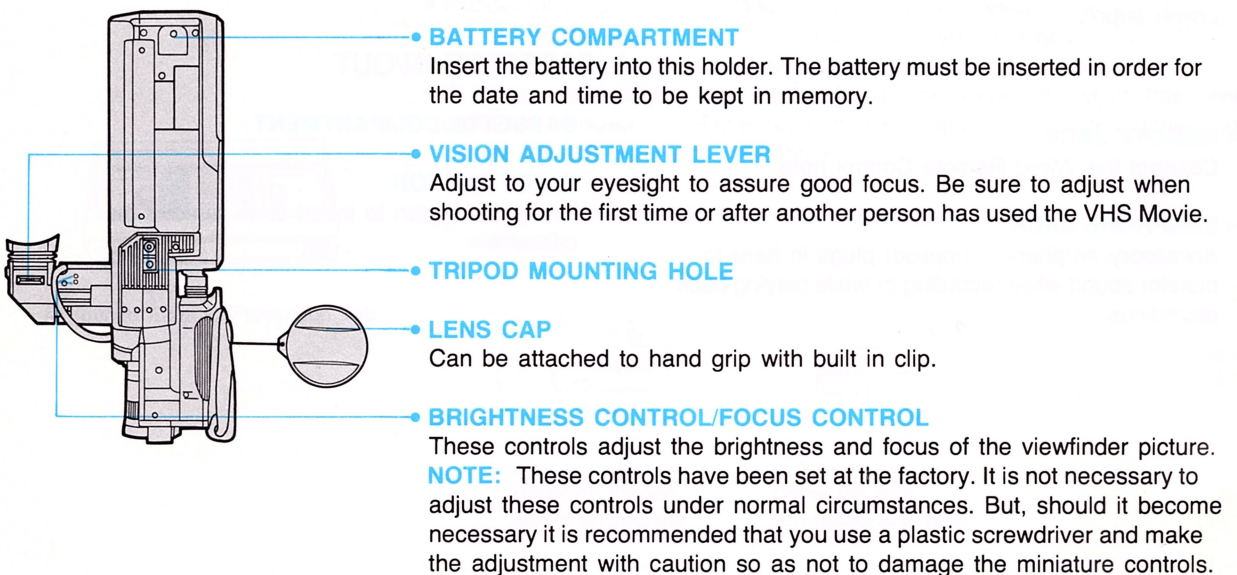 BATTERY COMPARTMENT
Insert the battery into this holder. The battery must be inserted in order for
the date and time to be kept in memory.
VISION ADJUSTMENT LEVER
Adjust to your eyesight to assure good focus. Be sure to adjust when
shooting for the first time or after another person has used the VHS Movie.
TRIPOD MOUNTING HOLE
LENS CAP
Can be attached to hand grip with built in clip.
BRIGHTNESS CONTROL/FOCUS CONTROL
These controls adjust the brightness and focus of the viewfinder picture.
NOTE: These controls have been set at the factory. It is not necessary to
adjust these controls under normal circumstances. But, should it become
necessary it is recommended that you use a plastic screwdriver and make
the adjustment with caution so as not to damage the miniature controls.